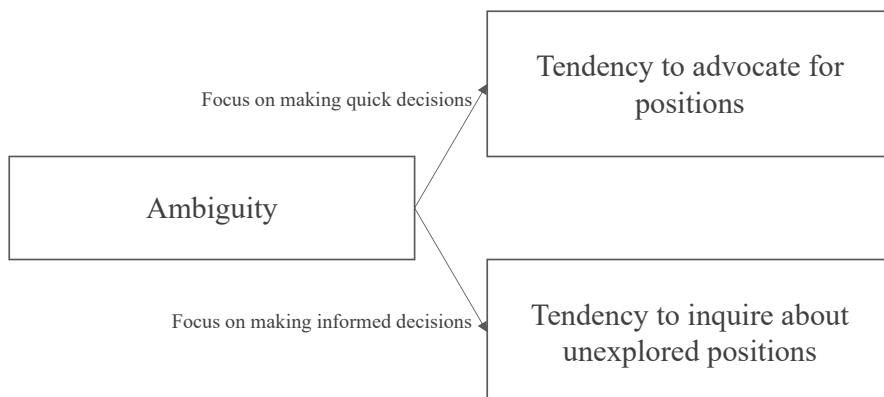 Tendency to advocate for
positions
Focus on making quick decisions
Ambiguity
Focus on making informed decisions
Tendency to inquire about
unexplored positions